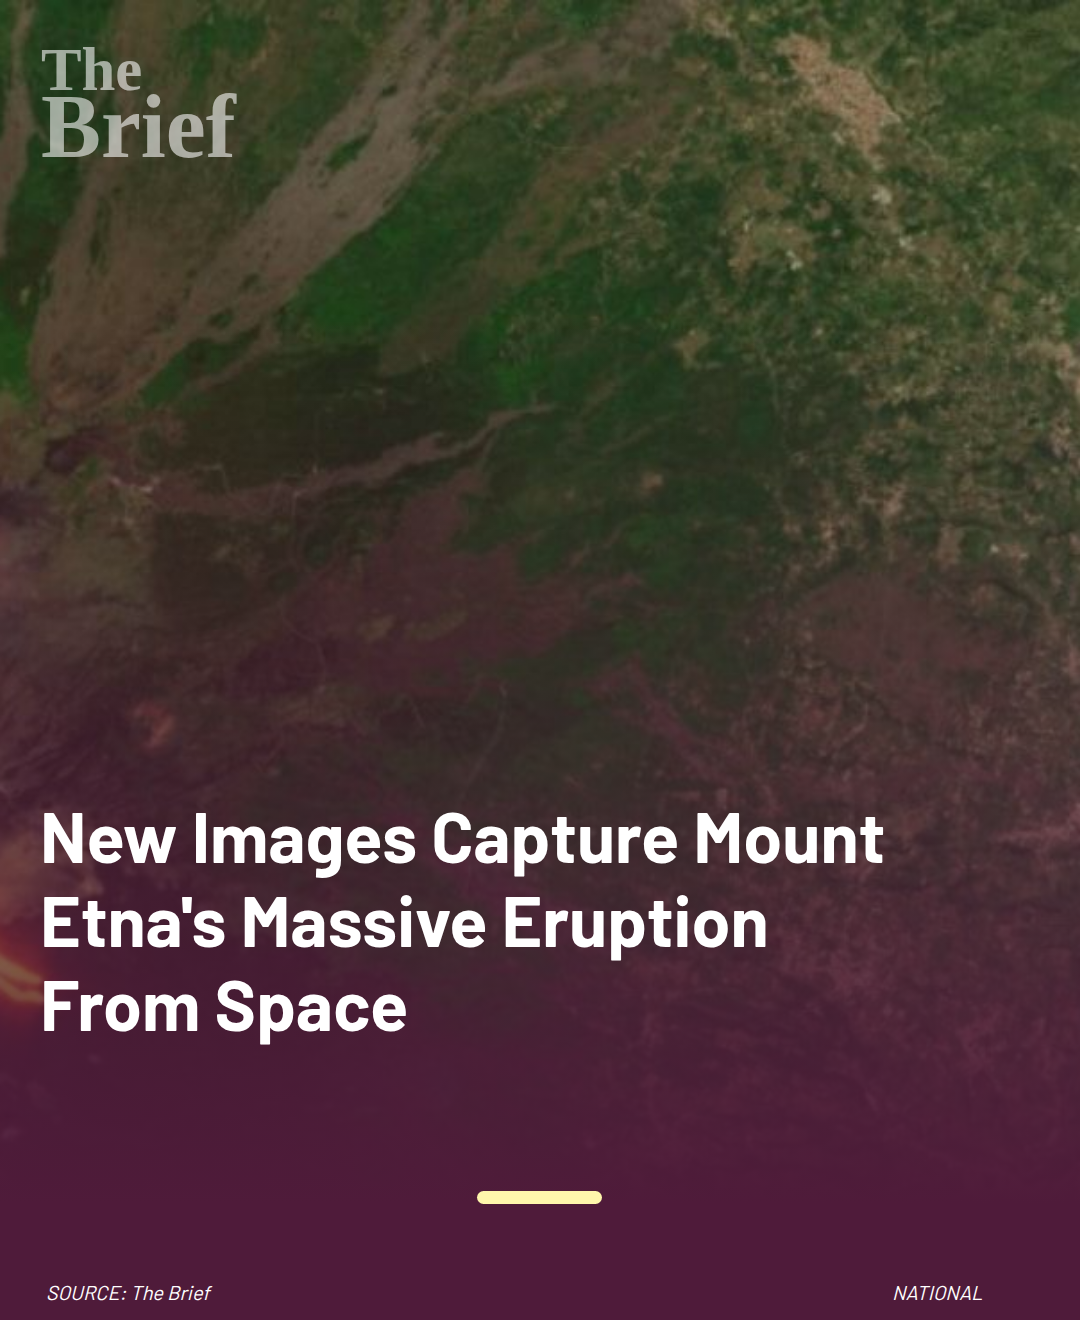 The
Brief
New Images Capture Mount
Etna's Massive Eruption
From Space
SOURCE: The Brief
NATIONAL